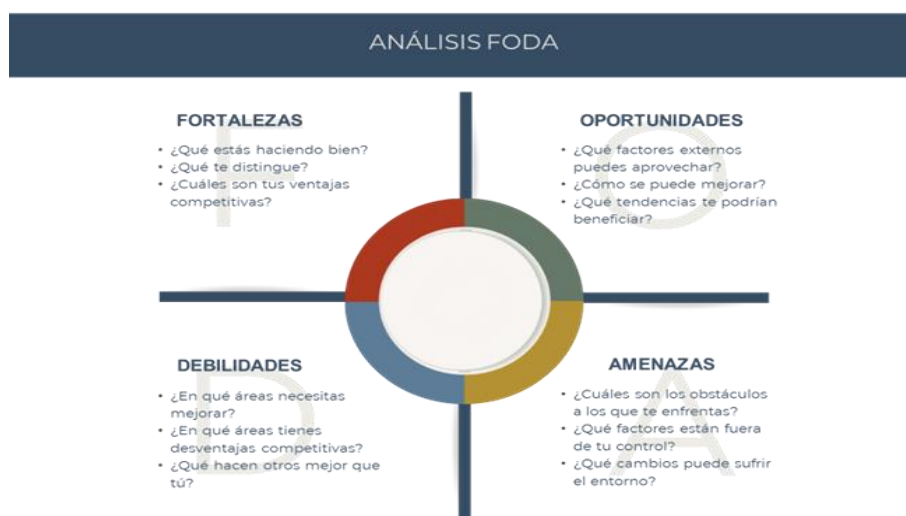 ANÁLISIS FODA
F
FORTALEZAS
• ¿Qué estás haciendo bien?
• ¿Qué te distingue?
• ¿Cuáles son tus ventajas
competitivas?
O
OPORTUNIDADES
• ¿Qué factores externos
puedes aprovechar?
• ¿Cómo se puede mejorar?
• ¿Qué tendencias te podrían
beneficiar?
D
DEBILIDADES
• ¿En qué áreas necesitas
mejorar?
• ¿En qué áreas tienes
desventajas competitivas?
• ¿Qué hacen otros mejor que
tú?
A
AMENAZAS
• ¿Cuáles son los obstáculos
a los que te enfrentas?
• ¿Qué factores están fuera
de tu control?
• ¿Qué cambios puede sufrir
el entorno?